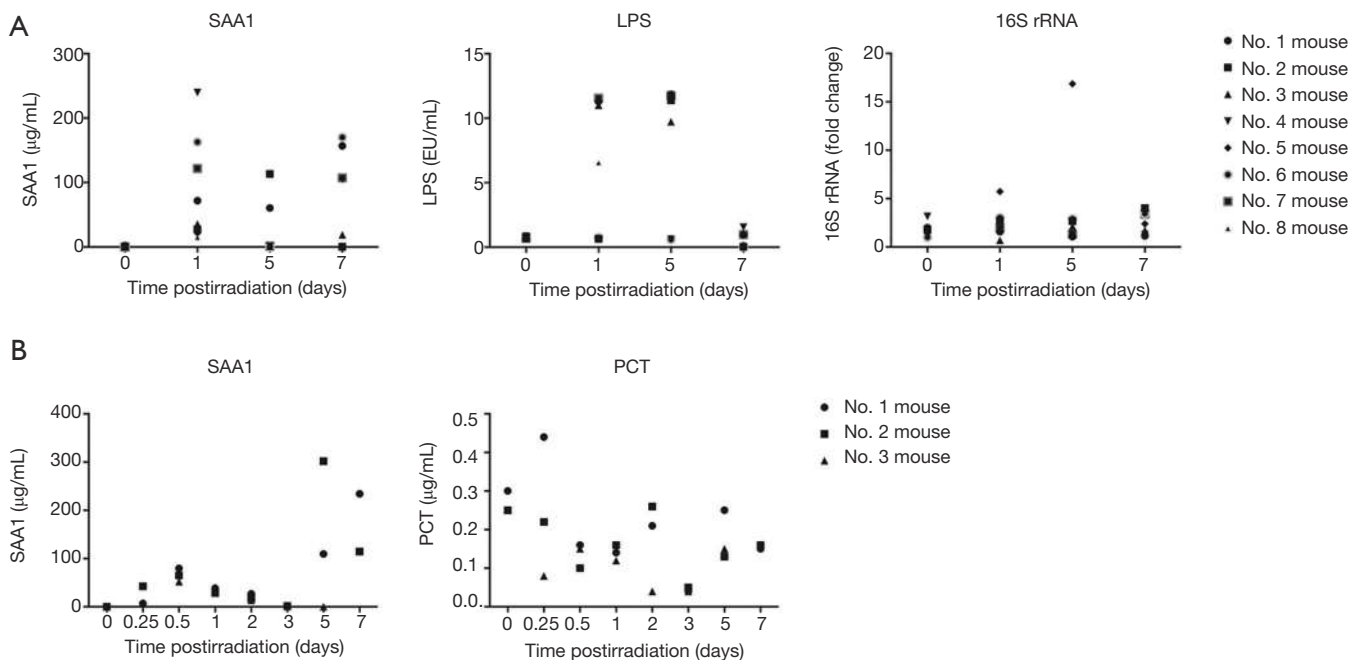 A
SAA1
LPS
16S rRNA
300
200
100
0
SAA1 (μg/mL)
0 1 5 7
Time postirradiation (days)
15
10
5
0
LPS (EU/mL)
0 1 5 7
Time postirradiation (days)
20
15
10
5
0
16S rRNA (fold change)
0 1 5 7
Time postirradiation (days)
No. 1 mouse
No. 2 mouse
No. 3 mouse
No. 4 mouse
No. 5 mouse
No. 6 mouse
No. 7 mouse
No. 8 mouse
B
SAA1
PCT
400
300
200
100
0
SAA1 (μg/mL)
0 0.25 0.5 1 2 3 5 7
Time postirradiation (days)
0.5
0.4
0.3
0.2
0.1
0.
PCT (μg/mL)
0 0.25 0.5 1 2 3 5 7
Time postirradiation (days)
No. 1 mouse
No. 2 mouse
No. 3 mouse